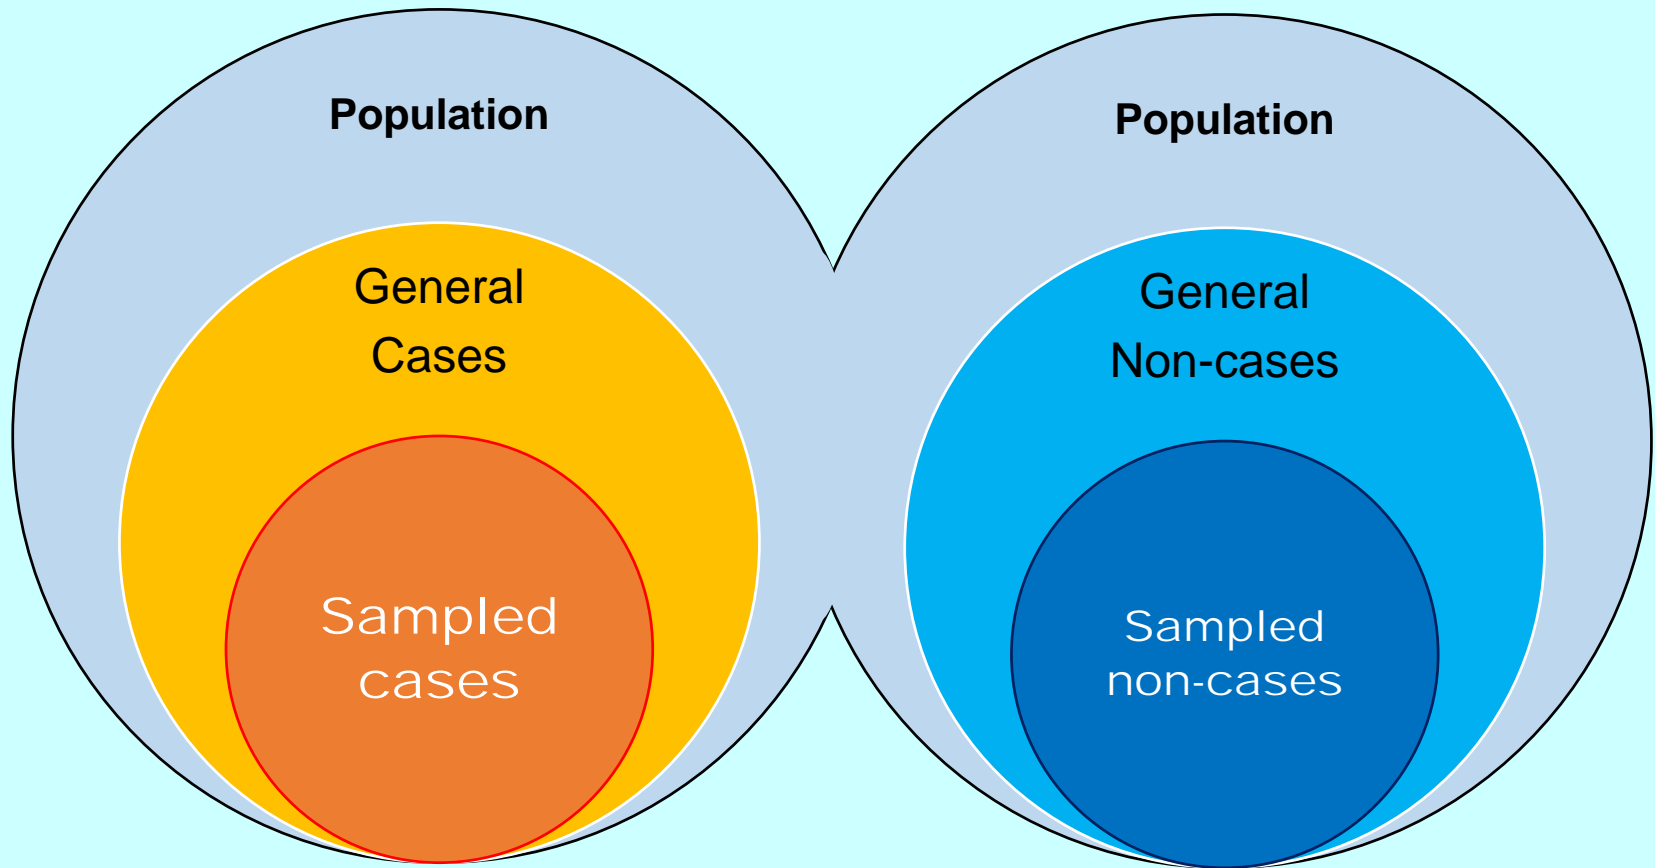 Population
General
Cases
Sampled
cases
Population
General
Non-cases
Sampled
non-cases